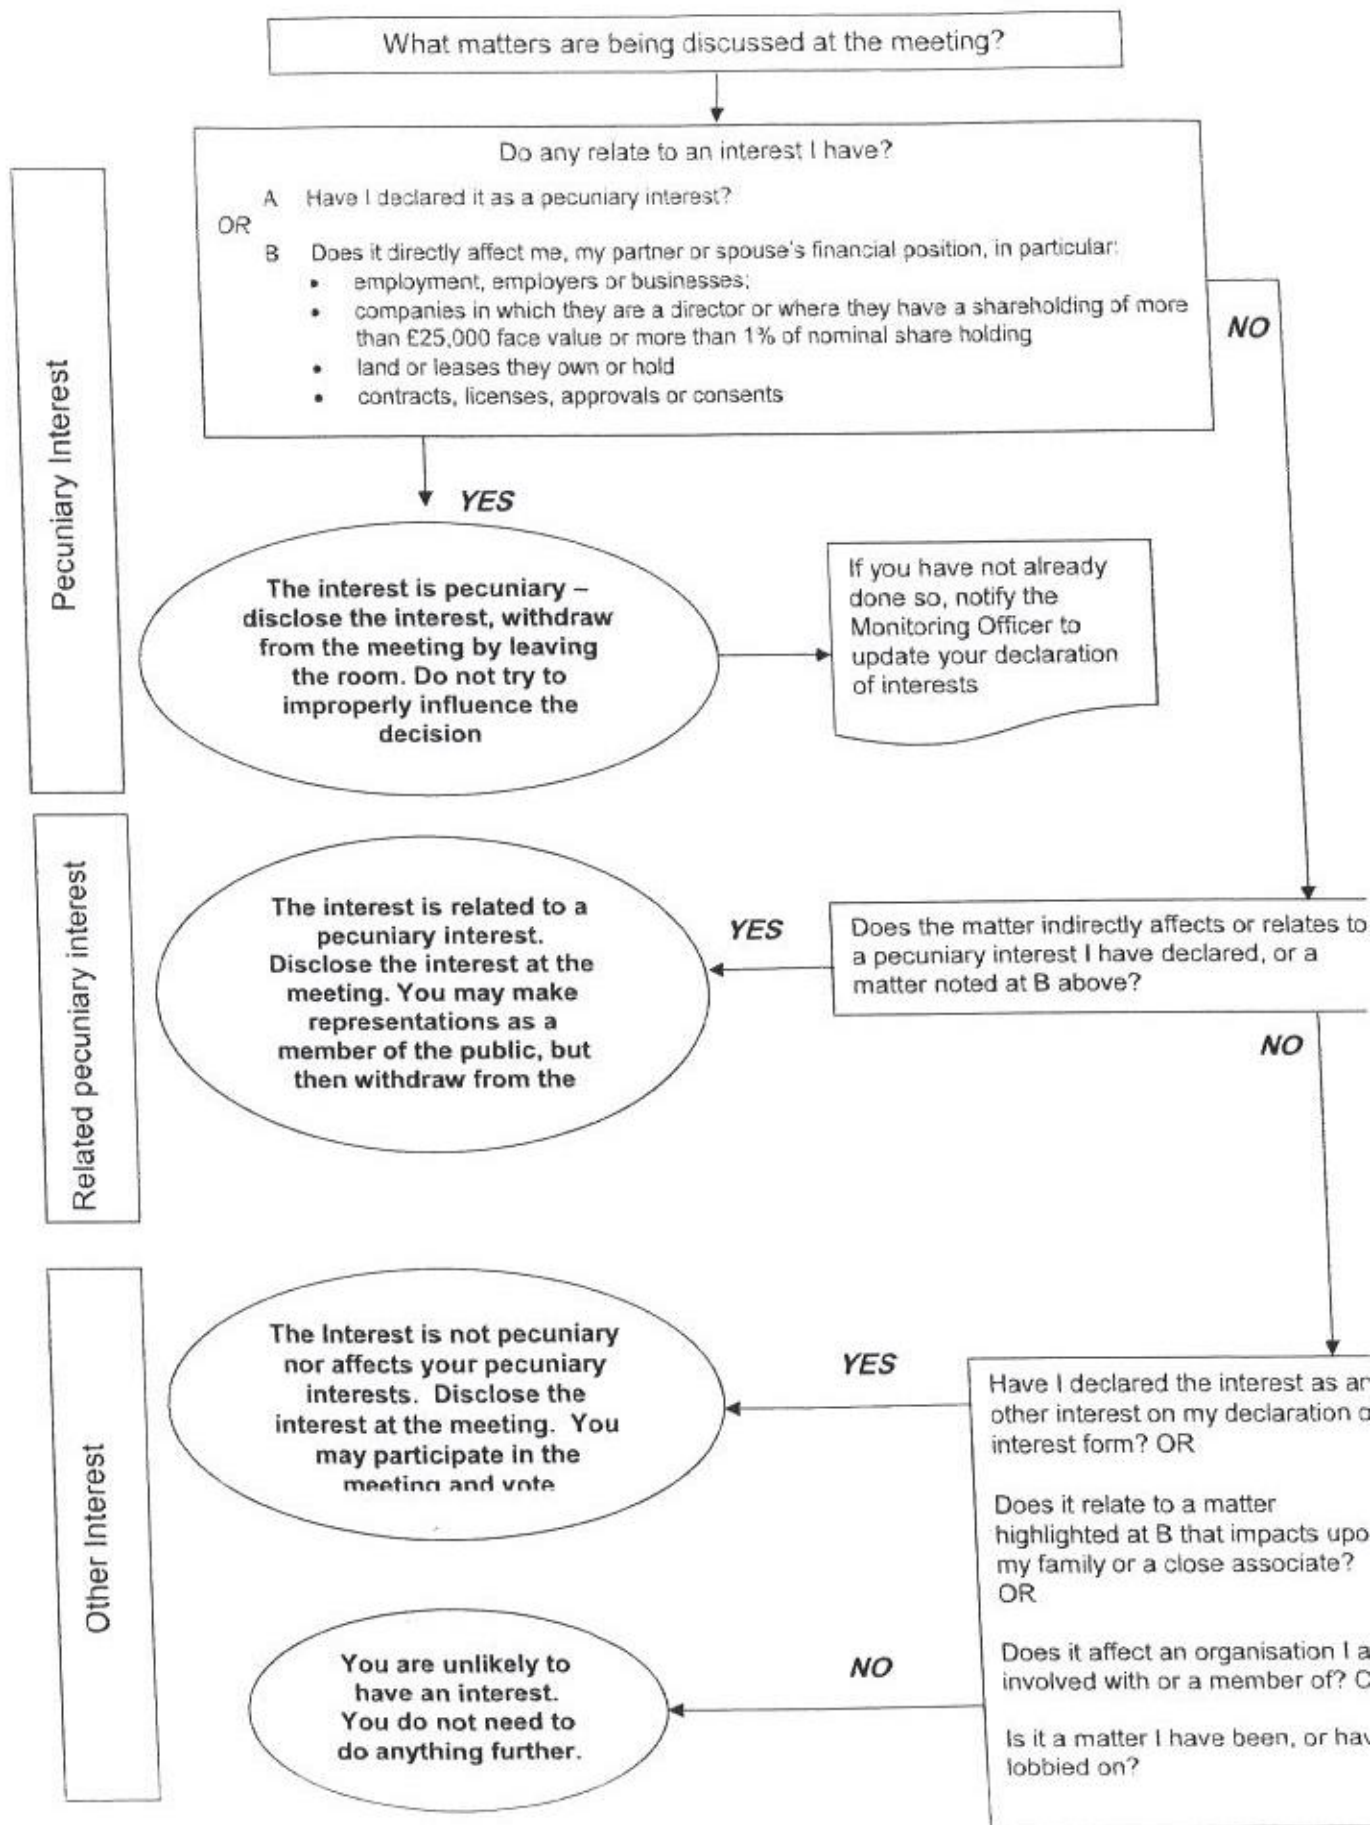 What matters are being discussed at the meeting?
Do any relate to an interest I have?
A Have I declared it as a pecuniary interest?
OR
B Does it directly affect me, my partner or spouse's financial position, in particular:
• employment, employers or businesses;
• companies in which they are a director or where they have a shareholding of more
than £25,000 face value or more than 1% of nominal share holding
• land or leases they own or hold
• contracts, licenses, approvals or consents
NO
Pecuniary Interest
YES
The interest is pecuniary –
disclose the interest, withdraw
from the meeting by leaving
the room. Do not try to
improperly influence the
decision
If you have not already
done so, notify the
Monitoring Officer to
update your declaration
of interests
Related pecuniary interest
The interest is related to a
pecuniary interest.
Disclose the interest at the
meeting. You may make
representations as a
member of the public, but
then withdraw from the
YES
Does the matter indirectly affects or relates to
a pecuniary interest I have declared, or a
matter noted at B above?
NO
Other Interest
The Interest is not pecuniary
nor affects your pecuniary
interests. Disclose the
interest at the meeting. You
may participate in the
meeting and vote
YES
Have I declared the interest as
other interest on my declaration
interest form? OR
Does it relate to a matter
highlighted at B that impacts
my family or a close associate?
OR
Does it affect an organisation I
involved with or a member of?
Is it a matter I have been, or
lobbied on?
NO
You are unlikely to
have an interest.
You do not need to
do anything further.